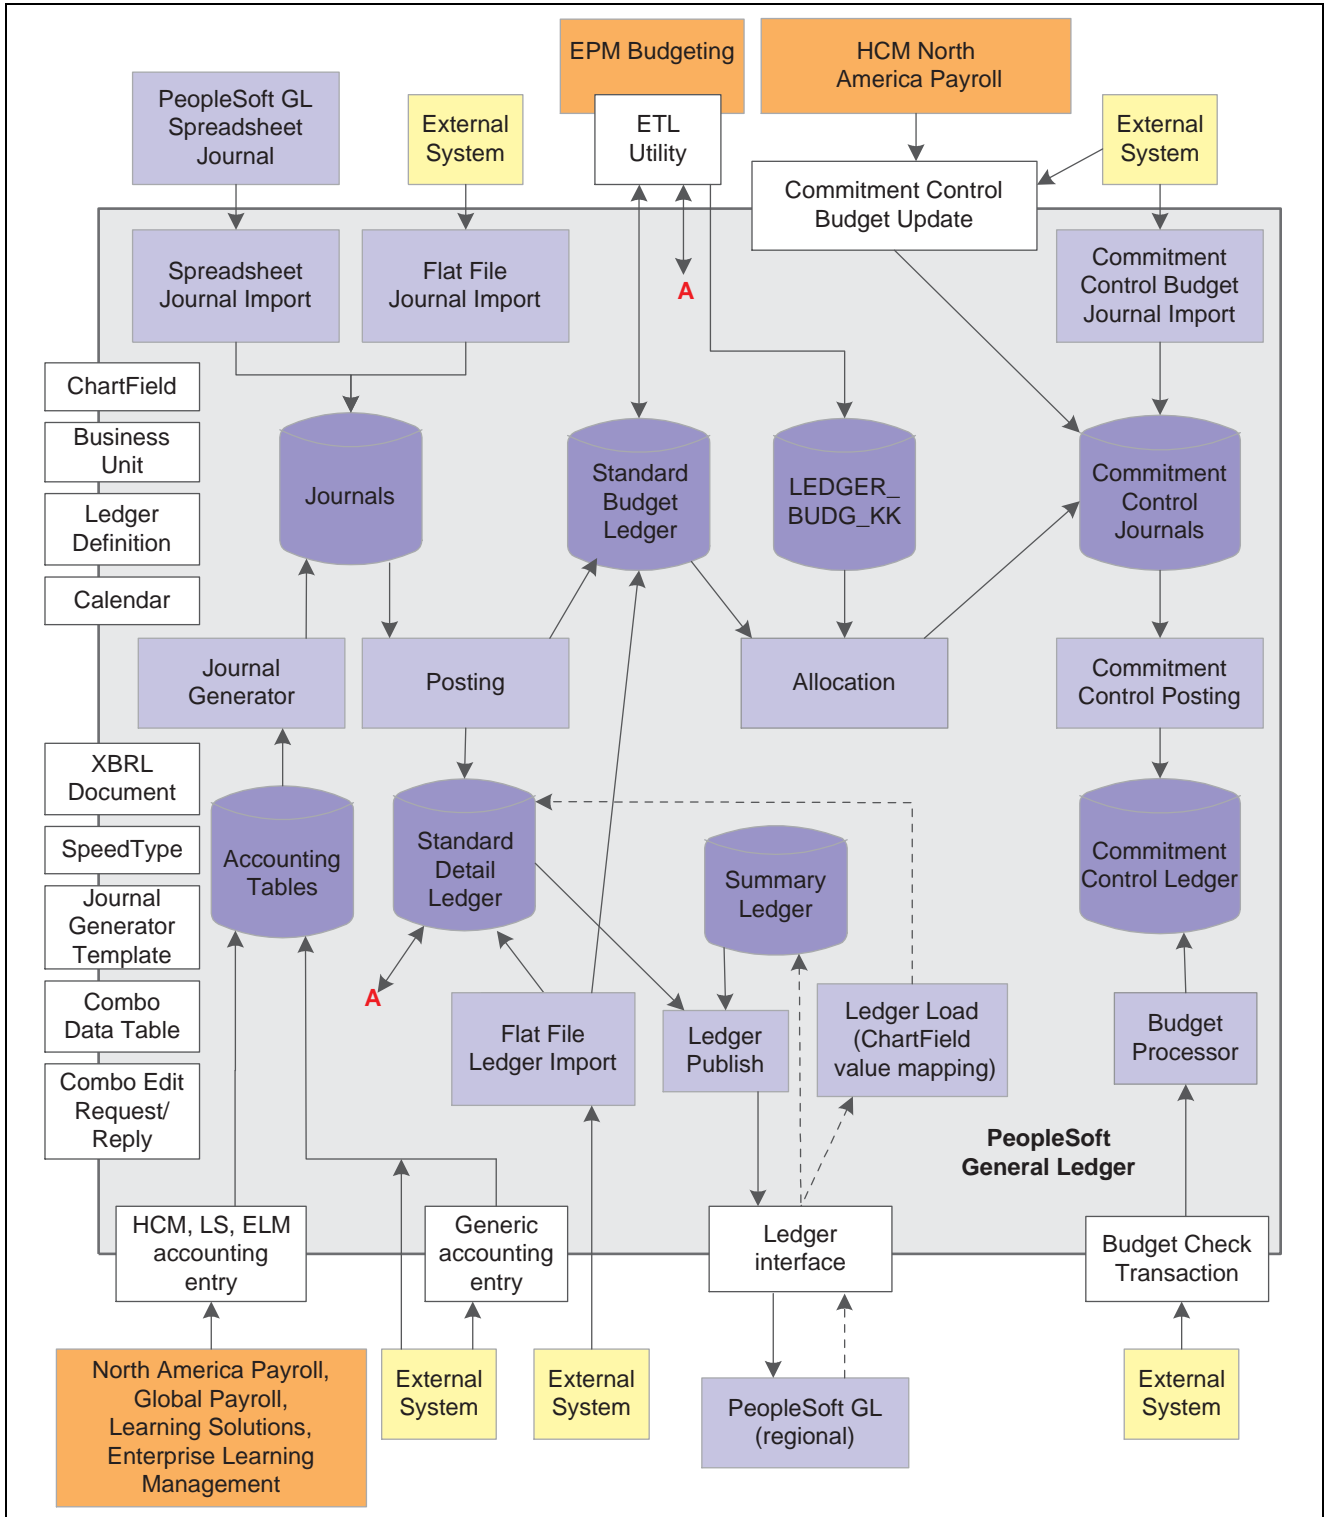 EPM Budgeting
HCM North
America Payroll
PeopleSoft GL
Spreadsheet
Journal
External
System
ETL
Utility
External
System
Commitment Control
Budget Update
Spreadsheet
Journal Import
Flat File
Journal Import
A
Commitment
Control Budget
Journal Import
ChartField
Business
Unit
Ledger
Definition
Calendar
Journals
Standard
Budget
Ledger
LEDGER_
BUDG_KK
Commitment
Control
Journals
Journal
Generator
Posting
Allocation
Commitment
Control Posting
XBRL
Document
SpeedType
Journal
Generator
Template
Combo
Data Table
Combo Edit
Request/
Reply
Accounting
Tables
Standard
Detail
Ledger
Summary
Ledger
Commitment
Control Ledger
A
Flat File
Ledger Import
Ledger
Publish
Ledger Load
(ChartField
value mapping)
Budget
Processor
PeopleSoft
General Ledger
HCM, LS, ELM
accounting
entry
Generic
accounting
entry
Ledger
interface
Budget Check
Transaction
North America Payroll,
Global Payroll,
Learning Solutions,
Enterprise Learning
Management
External
System
External
System
PeopleSoft GL
(regional)
External
System